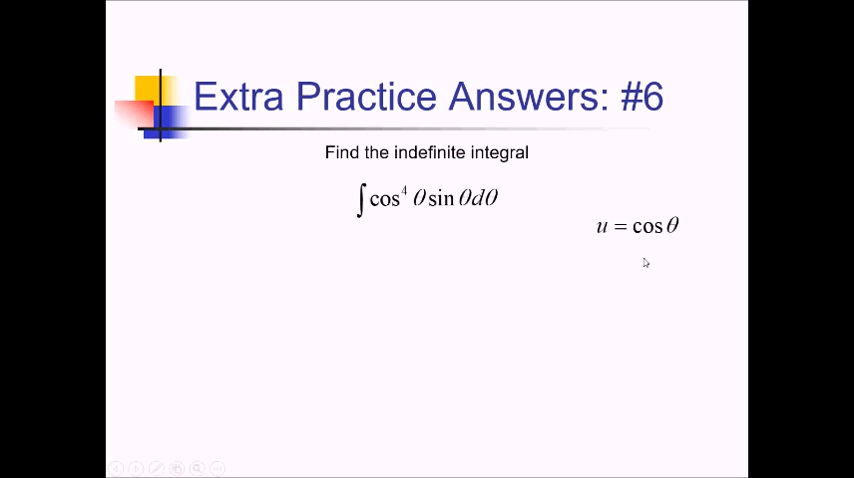 Extra Practice Answers: #6
Find the indefinite integral
∫cos⁴ θ sin θdθ
u = cos θ